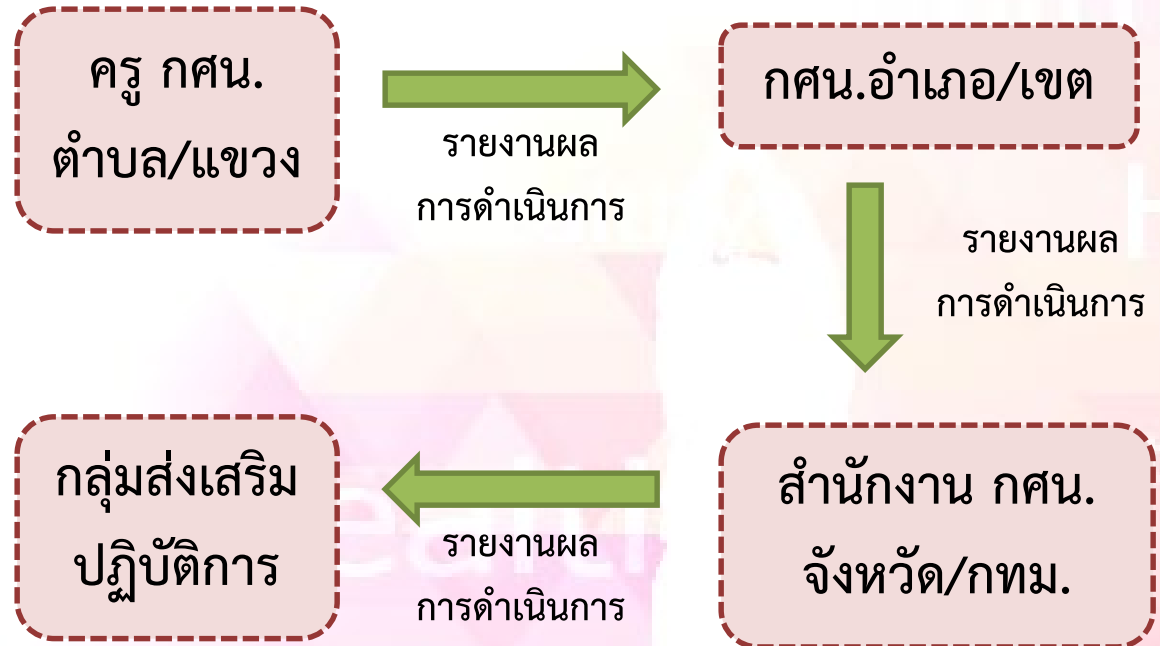 ครู กศน.
ตำบล/แขวง
รายงานผล
การดำเนินการ
กศน.อำเภอ/เขต
รายงานผล
การดำเนินการ
สำนักงาน กศน.
จังหวัด/กทม.
รายงานผล
การดำเนินการ
กลุ่มส่งเสริม
ปฏิบัติการ